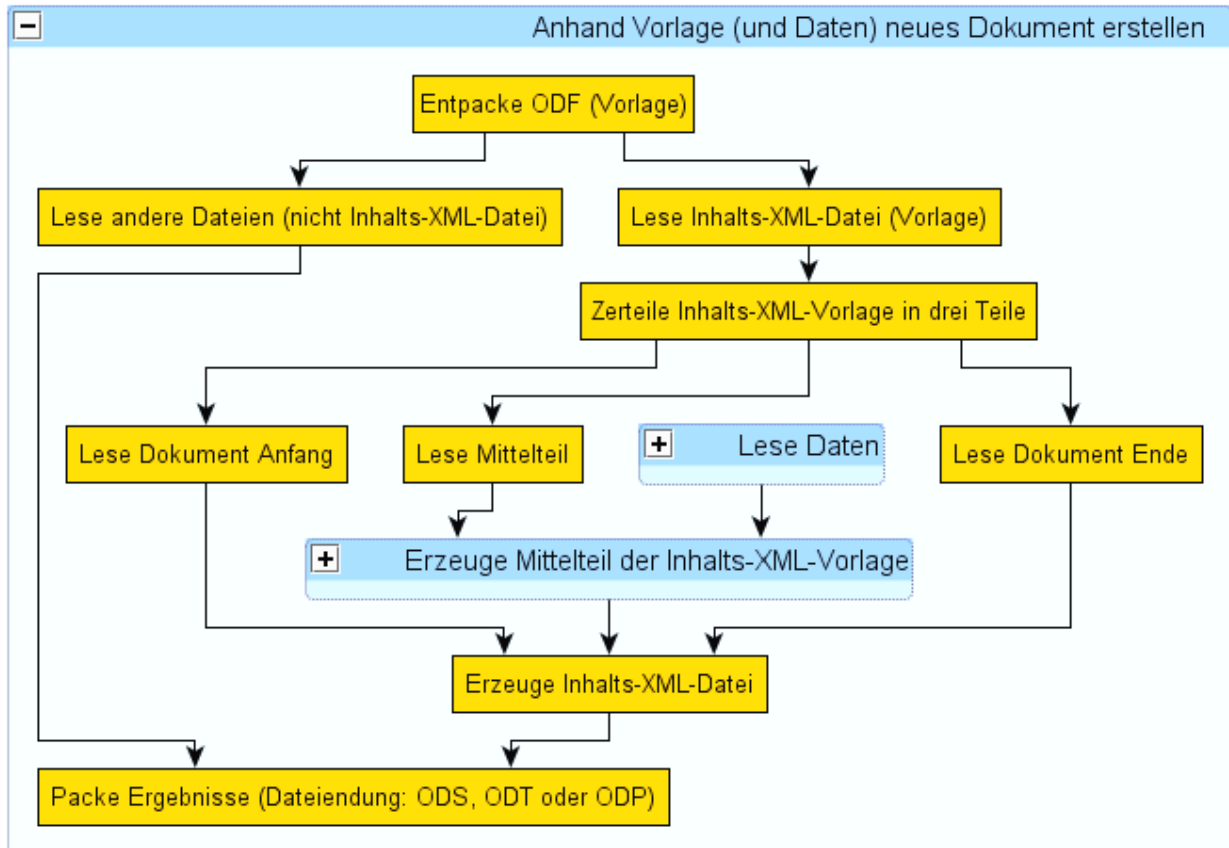 Anhand Vorlage (und Daten) neues Dokument erstellen
Entpacke ODF (Vorlage)
Lese andere Dateien (nicht Inhalts-XML-Datei)
Lese Inhalts-XML-Datei (Vorlage)
Zerteile Inhalts-XML-Vorlage in drei Teile
Lese Dokument Anfang
Lese Mittelteil
Lese Daten
Lese Dokument Ende
Erzeuge Mittelteil der Inhalts-XML-Vorlage
Erzeuge Inhalts-XML-Datei
Packe Ergebnisse (Dateiendung: ODS, ODT oder ODP)